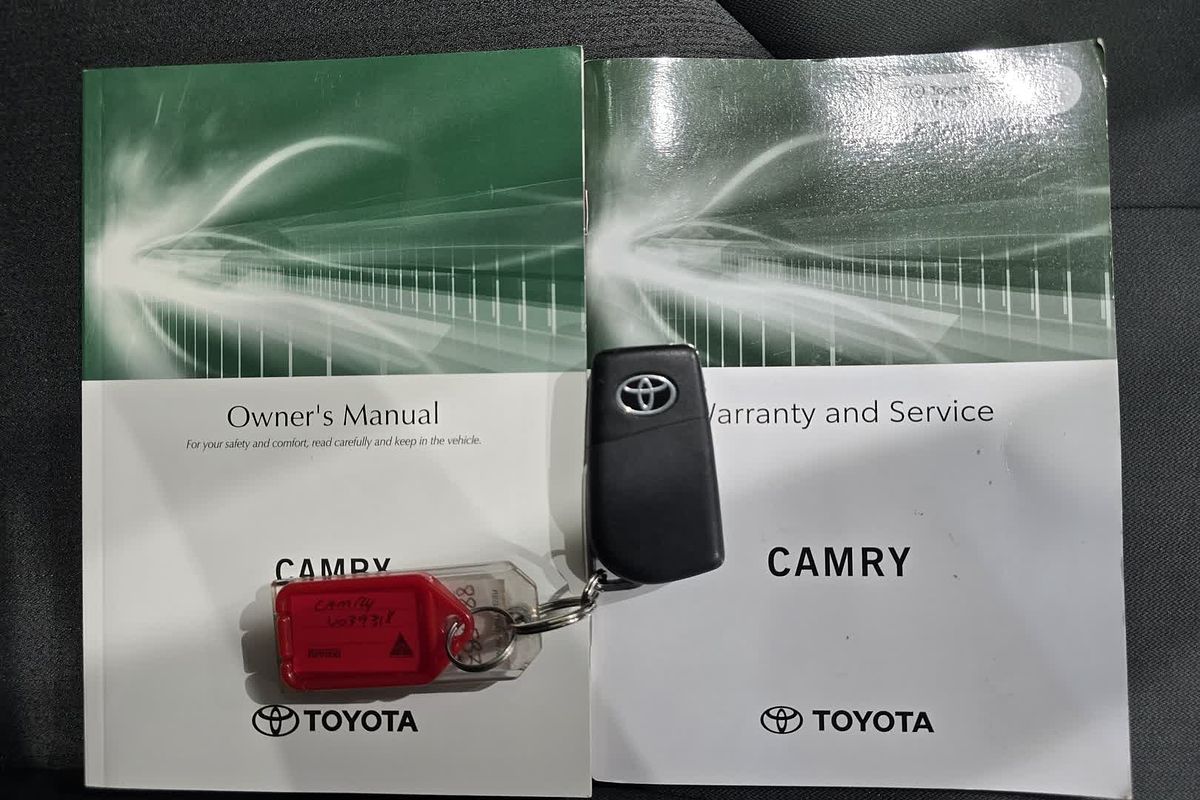 Owner's Manual
For your safety and comfort, read carefully and keep in the vehicle.
CAMRY
TOYOTA
Warranty and Service
CAMRY
TOYOTA
CAMRY